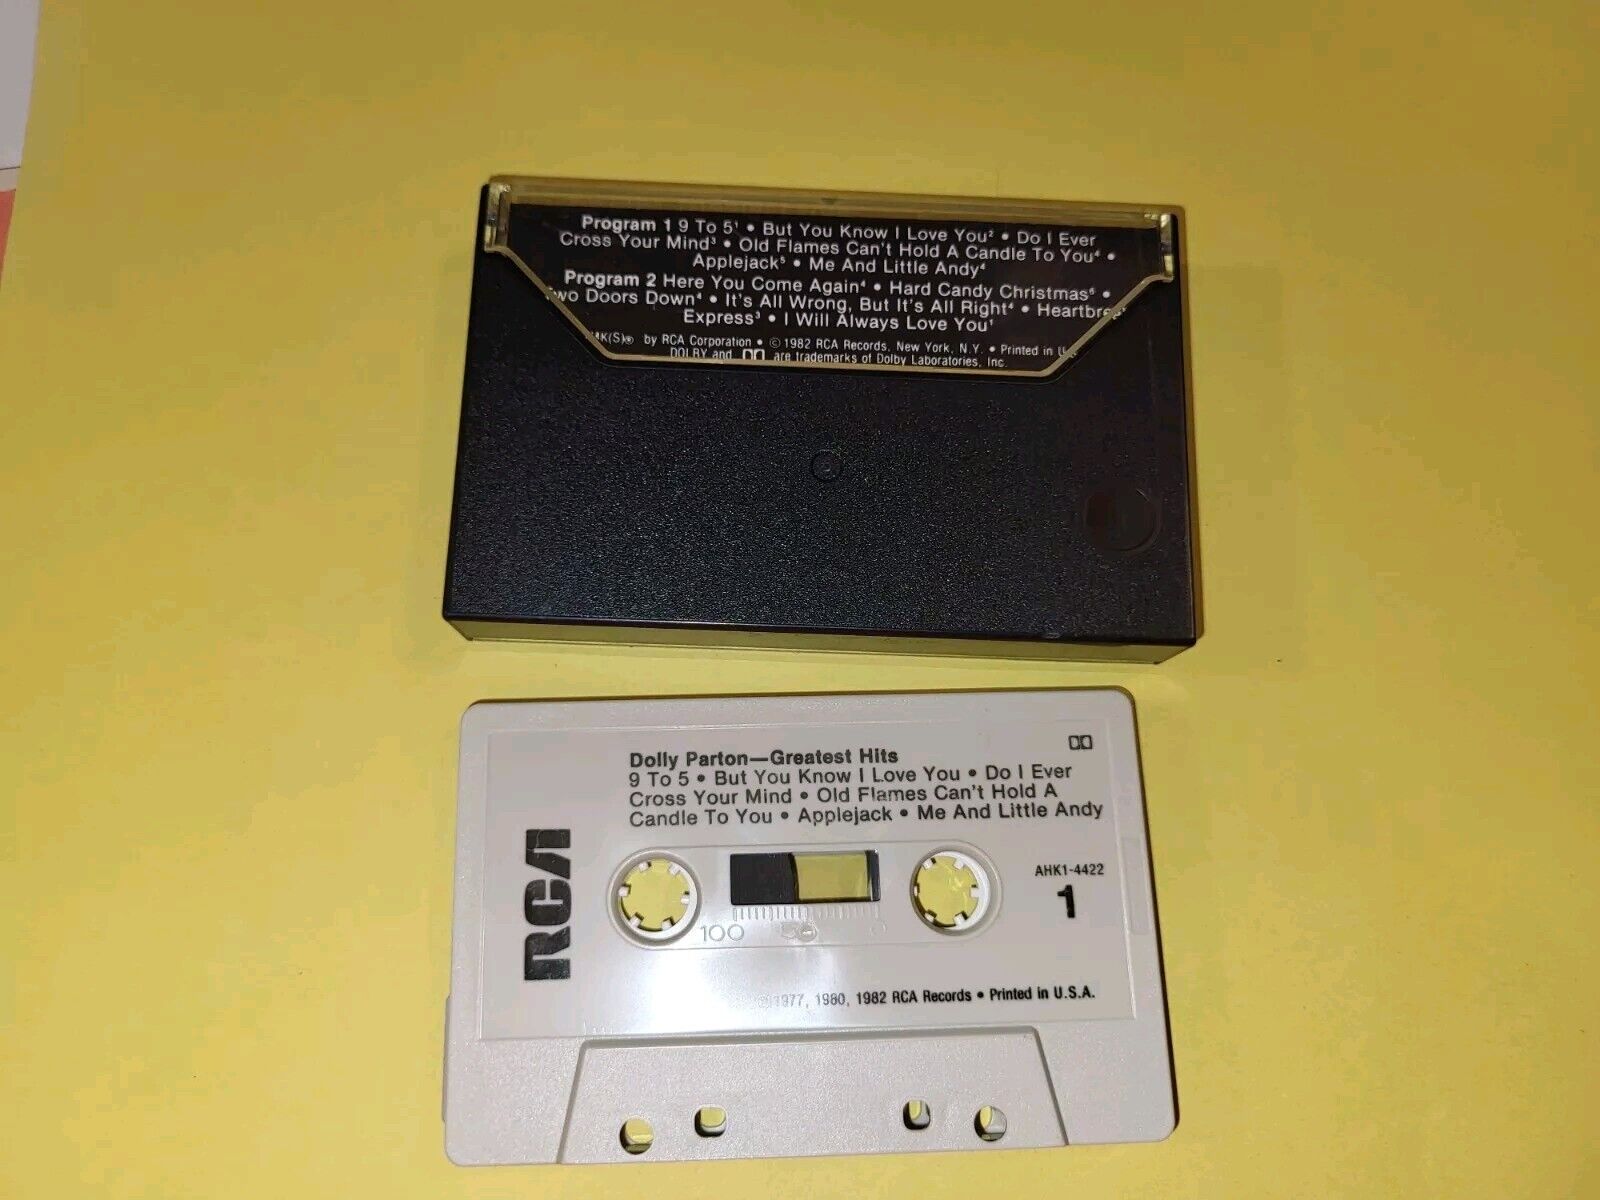 Program 1 9 To 5¹ • But You Know I Love You² • Do I Ever
Cross Your Mind³ • Old Flames Can't Hold A Candle To You⁴ •
Applejack⁵ • Me And Little Andy⁴
Program 2 Here You Come Again⁴ • Hard Candy Christmas⁶ •
Two Doors Down⁴ • It's All Wrong, But It's All Right⁴ • Heartbre
Express³ • I Will Always Love You¹
K(S)® by RCA Corporation • © 1982 RCA Records, New York, N.Y. • Printed in U
DOLBY and are trademarks of Dolby Laboratories, Inc.
Dolly Parton—Greatest Hits
9 To 5 • But You Know I Love You • Do I Ever
Cross Your Mind • Old Flames Can't Hold A
Candle To You • Applejack • Me And Little Andy
RCA
AHK1-4422
1
100 50 0
1977, 1980, 1982 RCA Records • Printed in U.S.A.